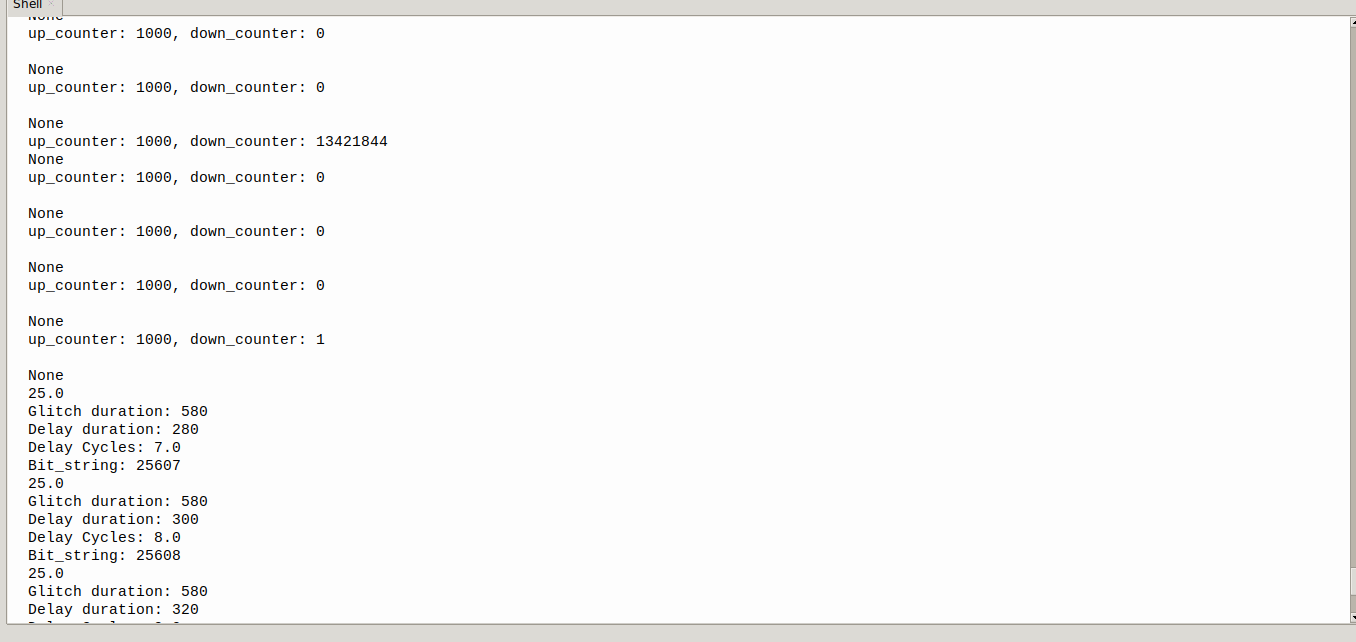 Shell
None
up_counter: 1000, down_counter: 0
None
up_counter: 1000, down_counter: 0
None
up_counter: 1000, down_counter: 13421844
None
up_counter: 1000, down_counter: 0
None
up_counter: 1000, down_counter: 0
None
up_counter: 1000, down_counter: 0
None
up_counter: 1000, down_counter: 1
None
25.0
Glitch duration: 580
Delay duration: 280
Delay Cycles: 7.0
Bit_string: 25607
25.0
Glitch duration: 580
Delay duration: 300
Delay Cycles: 8.0
Bit_string: 25608
25.0
Glitch duration: 580
Delay duration: 320